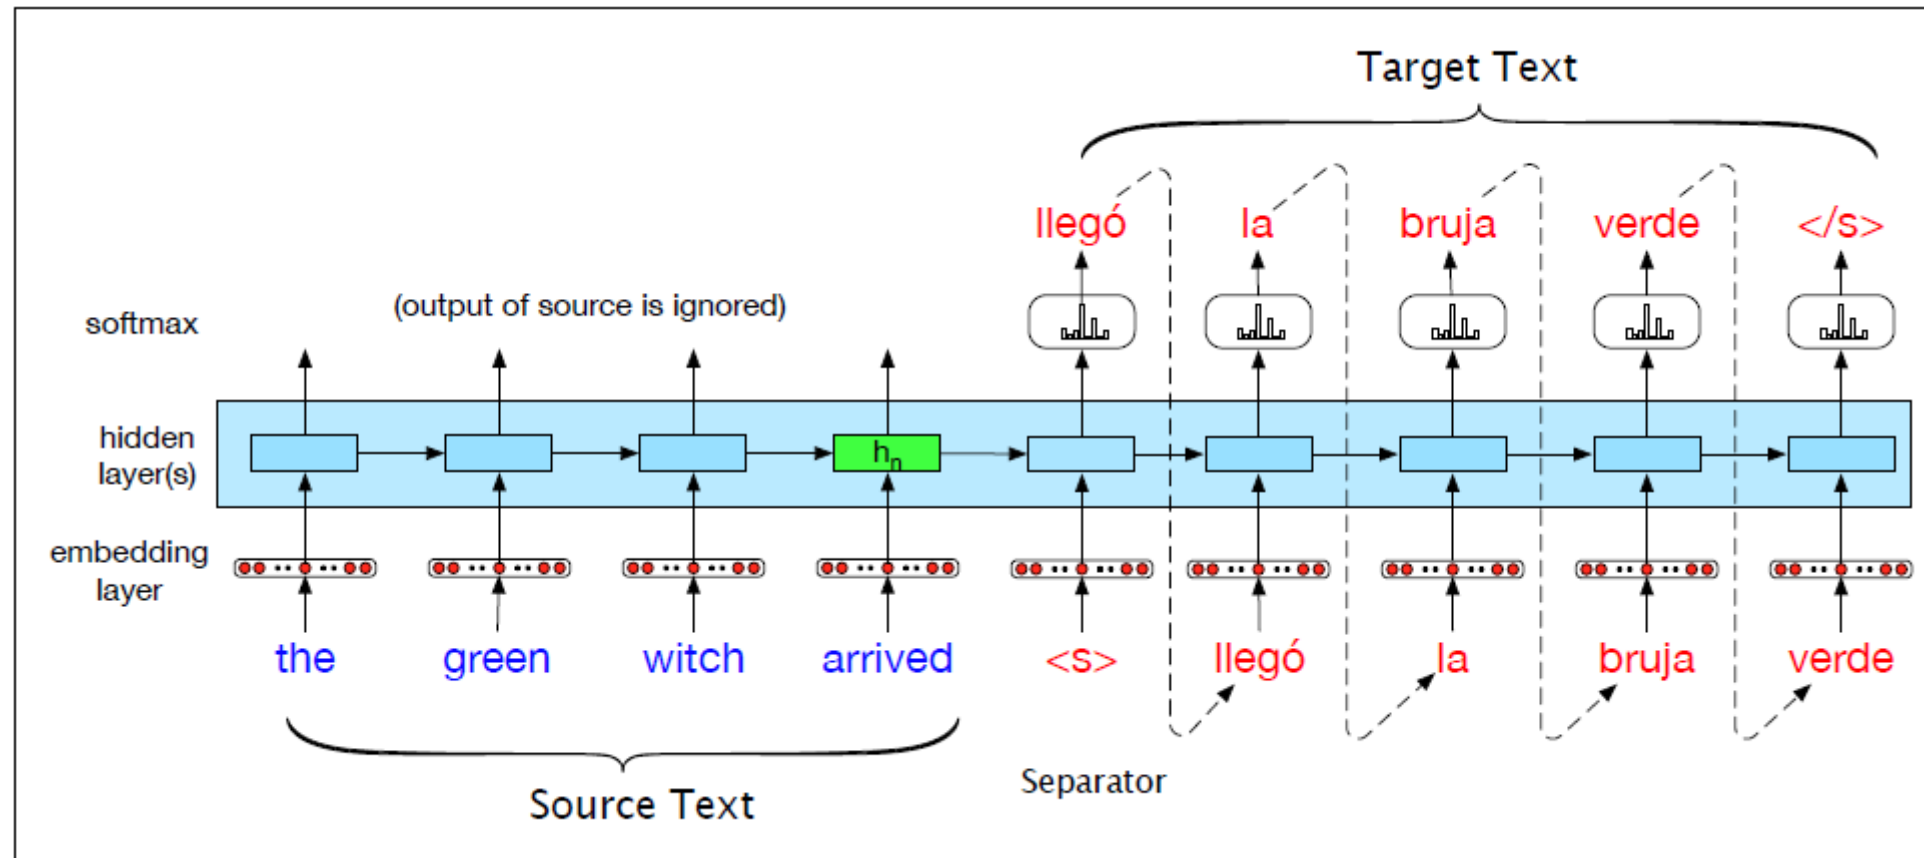 Target Text
llegó la bruja verde </s>
(output of source is ignored)
softmax
hidden
layer(s)
hn
embedding
layer
the green witch arrived <s> llegó la bruja verde
Separator
Source Text